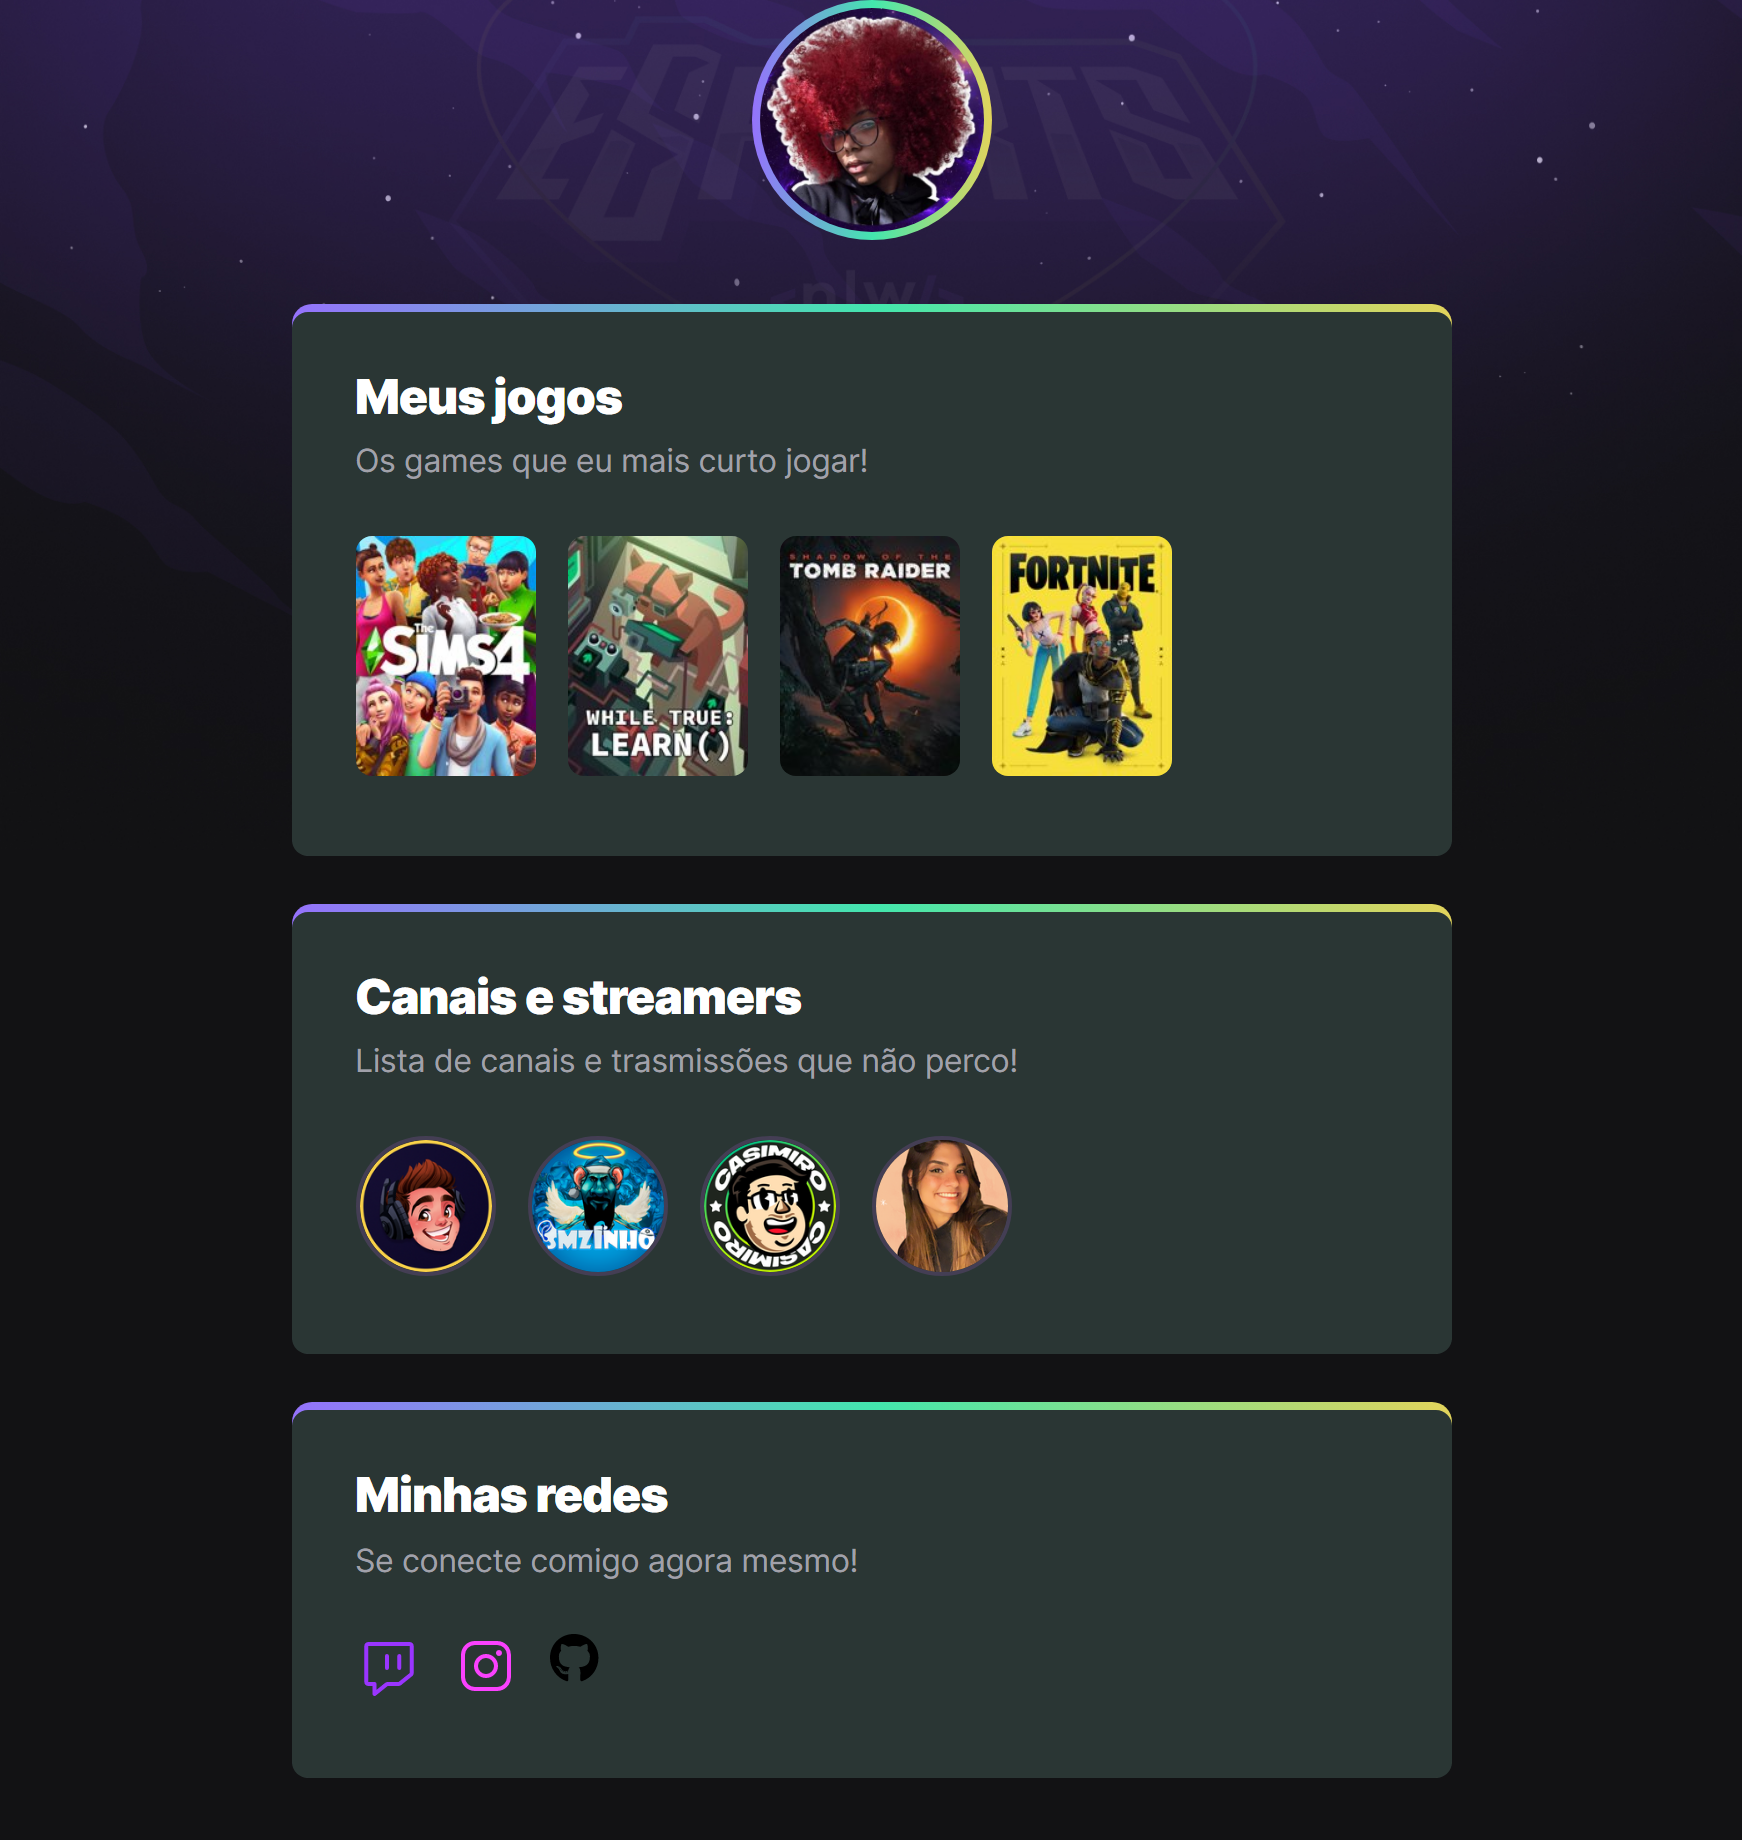 ESPORTS
nlw/>
Meus jogos
Os games que eu mais curto jogar!
The
SIMS4
WHILE TRUE:
LEARN()
SHADOW OF THE
TOMB RAIDER
FORTNITE
Canais e streamers
Lista de canais e trasmissões que não perco!
CASIMIRO
CASIMIRO
Minhas redes
Se conecte comigo agora mesmo!